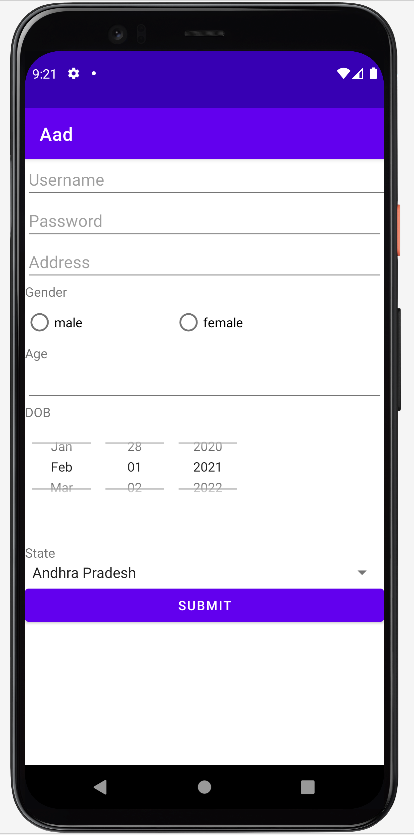 9:21
Aad
Username
Password
Address
Gender
male female
Age
DOB
Jan 28 2020
Feb 01 2021
Mar 02 2022
State
Andhra Pradesh
SUBMIT